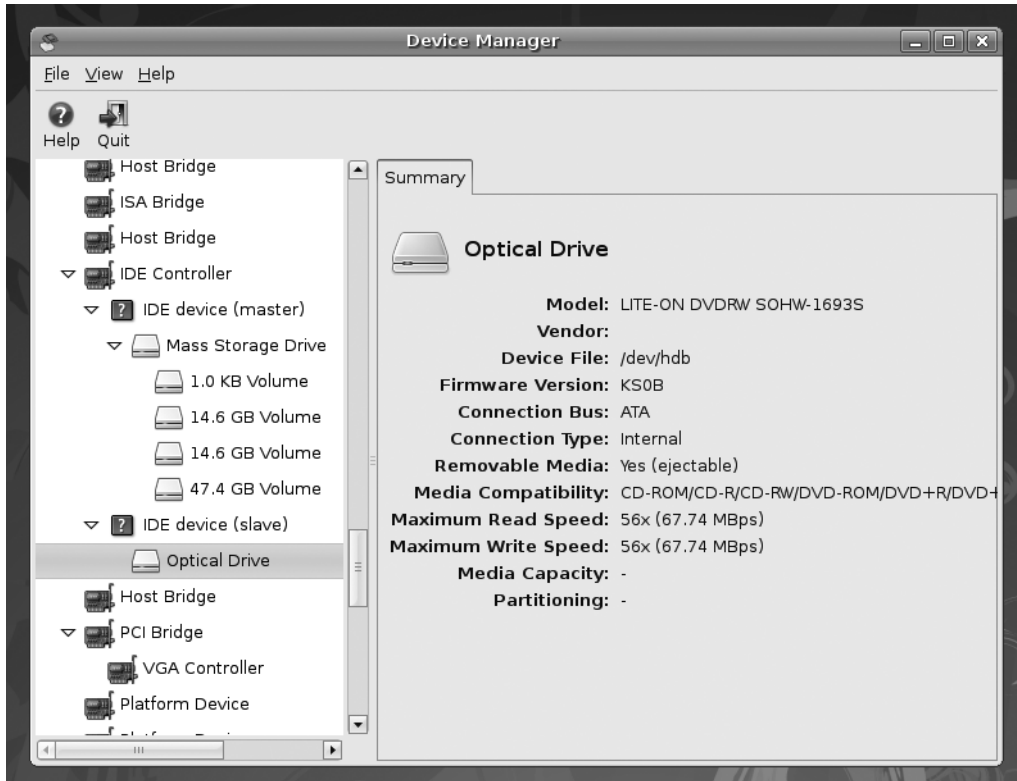 Device Manager
File View Help
Help Quit
Host Bridge
ISA Bridge
Host Bridge
IDE Controller
IDE device (master)
Mass Storage Drive
1.0 KB Volume
14.6 GB Volume
14.6 GB Volume
47.4 GB Volume
IDE device (slave)
Optical Drive
Host Bridge
PCI Bridge
VGA Controller
Platform Device
Summary
Optical Drive
Model: LITE-ON DVDRW SOHW-1693S
Vendor:
Device File: /dev/hdb
Firmware Version: KS0B
Connection Bus: ATA
Connection Type: Internal
Removable Media: Yes (ejectable)
Media Compatibility: CD-ROM/CD-R/CD-RW/DVD-ROM/DVD+R/DVD+
Maximum Read Speed: 56x (67.74 MBps)
Maximum Write Speed: 56x (67.74 MBps)
Media Capacity: -
Partitioning: -